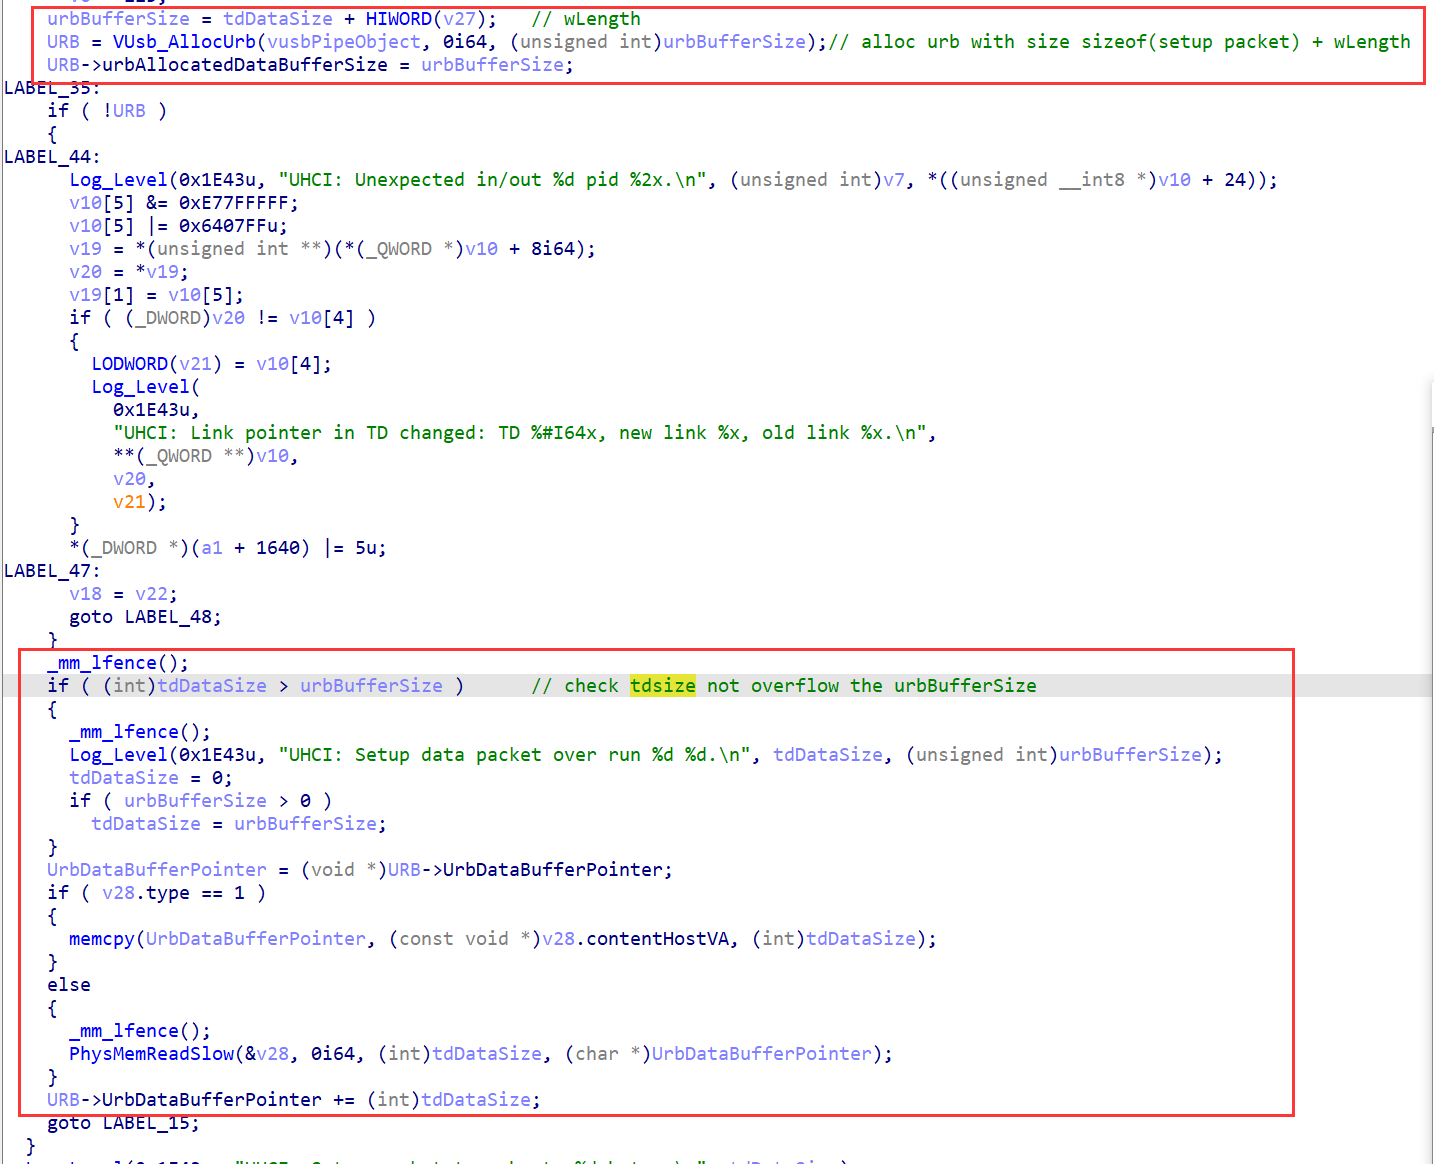 urbBufferSize = tdDataSize + HIWORD(v27);   // wLength
URB = VUsb_AllocUrb(vusbPipeObject, 0i64, (unsigned int)urbBufferSize);// alloc urb with size sizeof(setup packet) + wLength
URB->urbAllocatedDataBufferSize = urbBufferSize;
LABEL_35:
if ( !URB )
{
LABEL_44:
Log_Level(0x1E43u, "UHCI: Unexpected in/out %d pid %2x.\n", (unsigned int)v7, *((unsigned __int8 *)v10 + 24));
v10[5] &= 0xE77FFFFF;
v10[5] |= 0x6407FFu;
v19 = *(unsigned int **)(*(_QWORD *)v10 + 8i64);
v20 = *v19;
v19[1] = v10[5];
if ( (_DWORD)v20 != v10[4] )
{
LODWORD(v21) = v10[4];
Log_Level(
0x1E43u,
"UHCI: Link pointer in TD changed: TD %#I64x, new link %x, old link %x.\n",
**(_QWORD **)v10,
v20,
v21);
}
*(_DWORD *)(a1 + 1640) |= 5u;
LABEL_47:
v18 = v22;
goto LABEL_48;
}
_mm_lfence();
if ( (int)tdDataSize > urbBufferSize )      // check tdsize not overflow the urbBufferSize
{
_mm_lfence();
Log_Level(0x1E43u, "UHCI: Setup data packet over run %d %d.\n", tdDataSize, (unsigned int)urbBufferSize);
tdDataSize = 0;
if ( urbBufferSize > 0 )
tdDataSize = urbBufferSize;
}
UrbDataBufferPointer = (void *)URB->UrbDataBufferPointer;
if ( v28.type == 1 )
{
memcpy(UrbDataBufferPointer, (const void *)v28.contentHostVA, (int)tdDataSize);
}
else
{
_mm_lfence();
PhysMemReadSlow(&v28, 0i64, (int)tdDataSize, (char *)UrbDataBufferPointer);
}
URB->UrbDataBufferPointer += (int)tdDataSize;
goto LABEL_15;
}